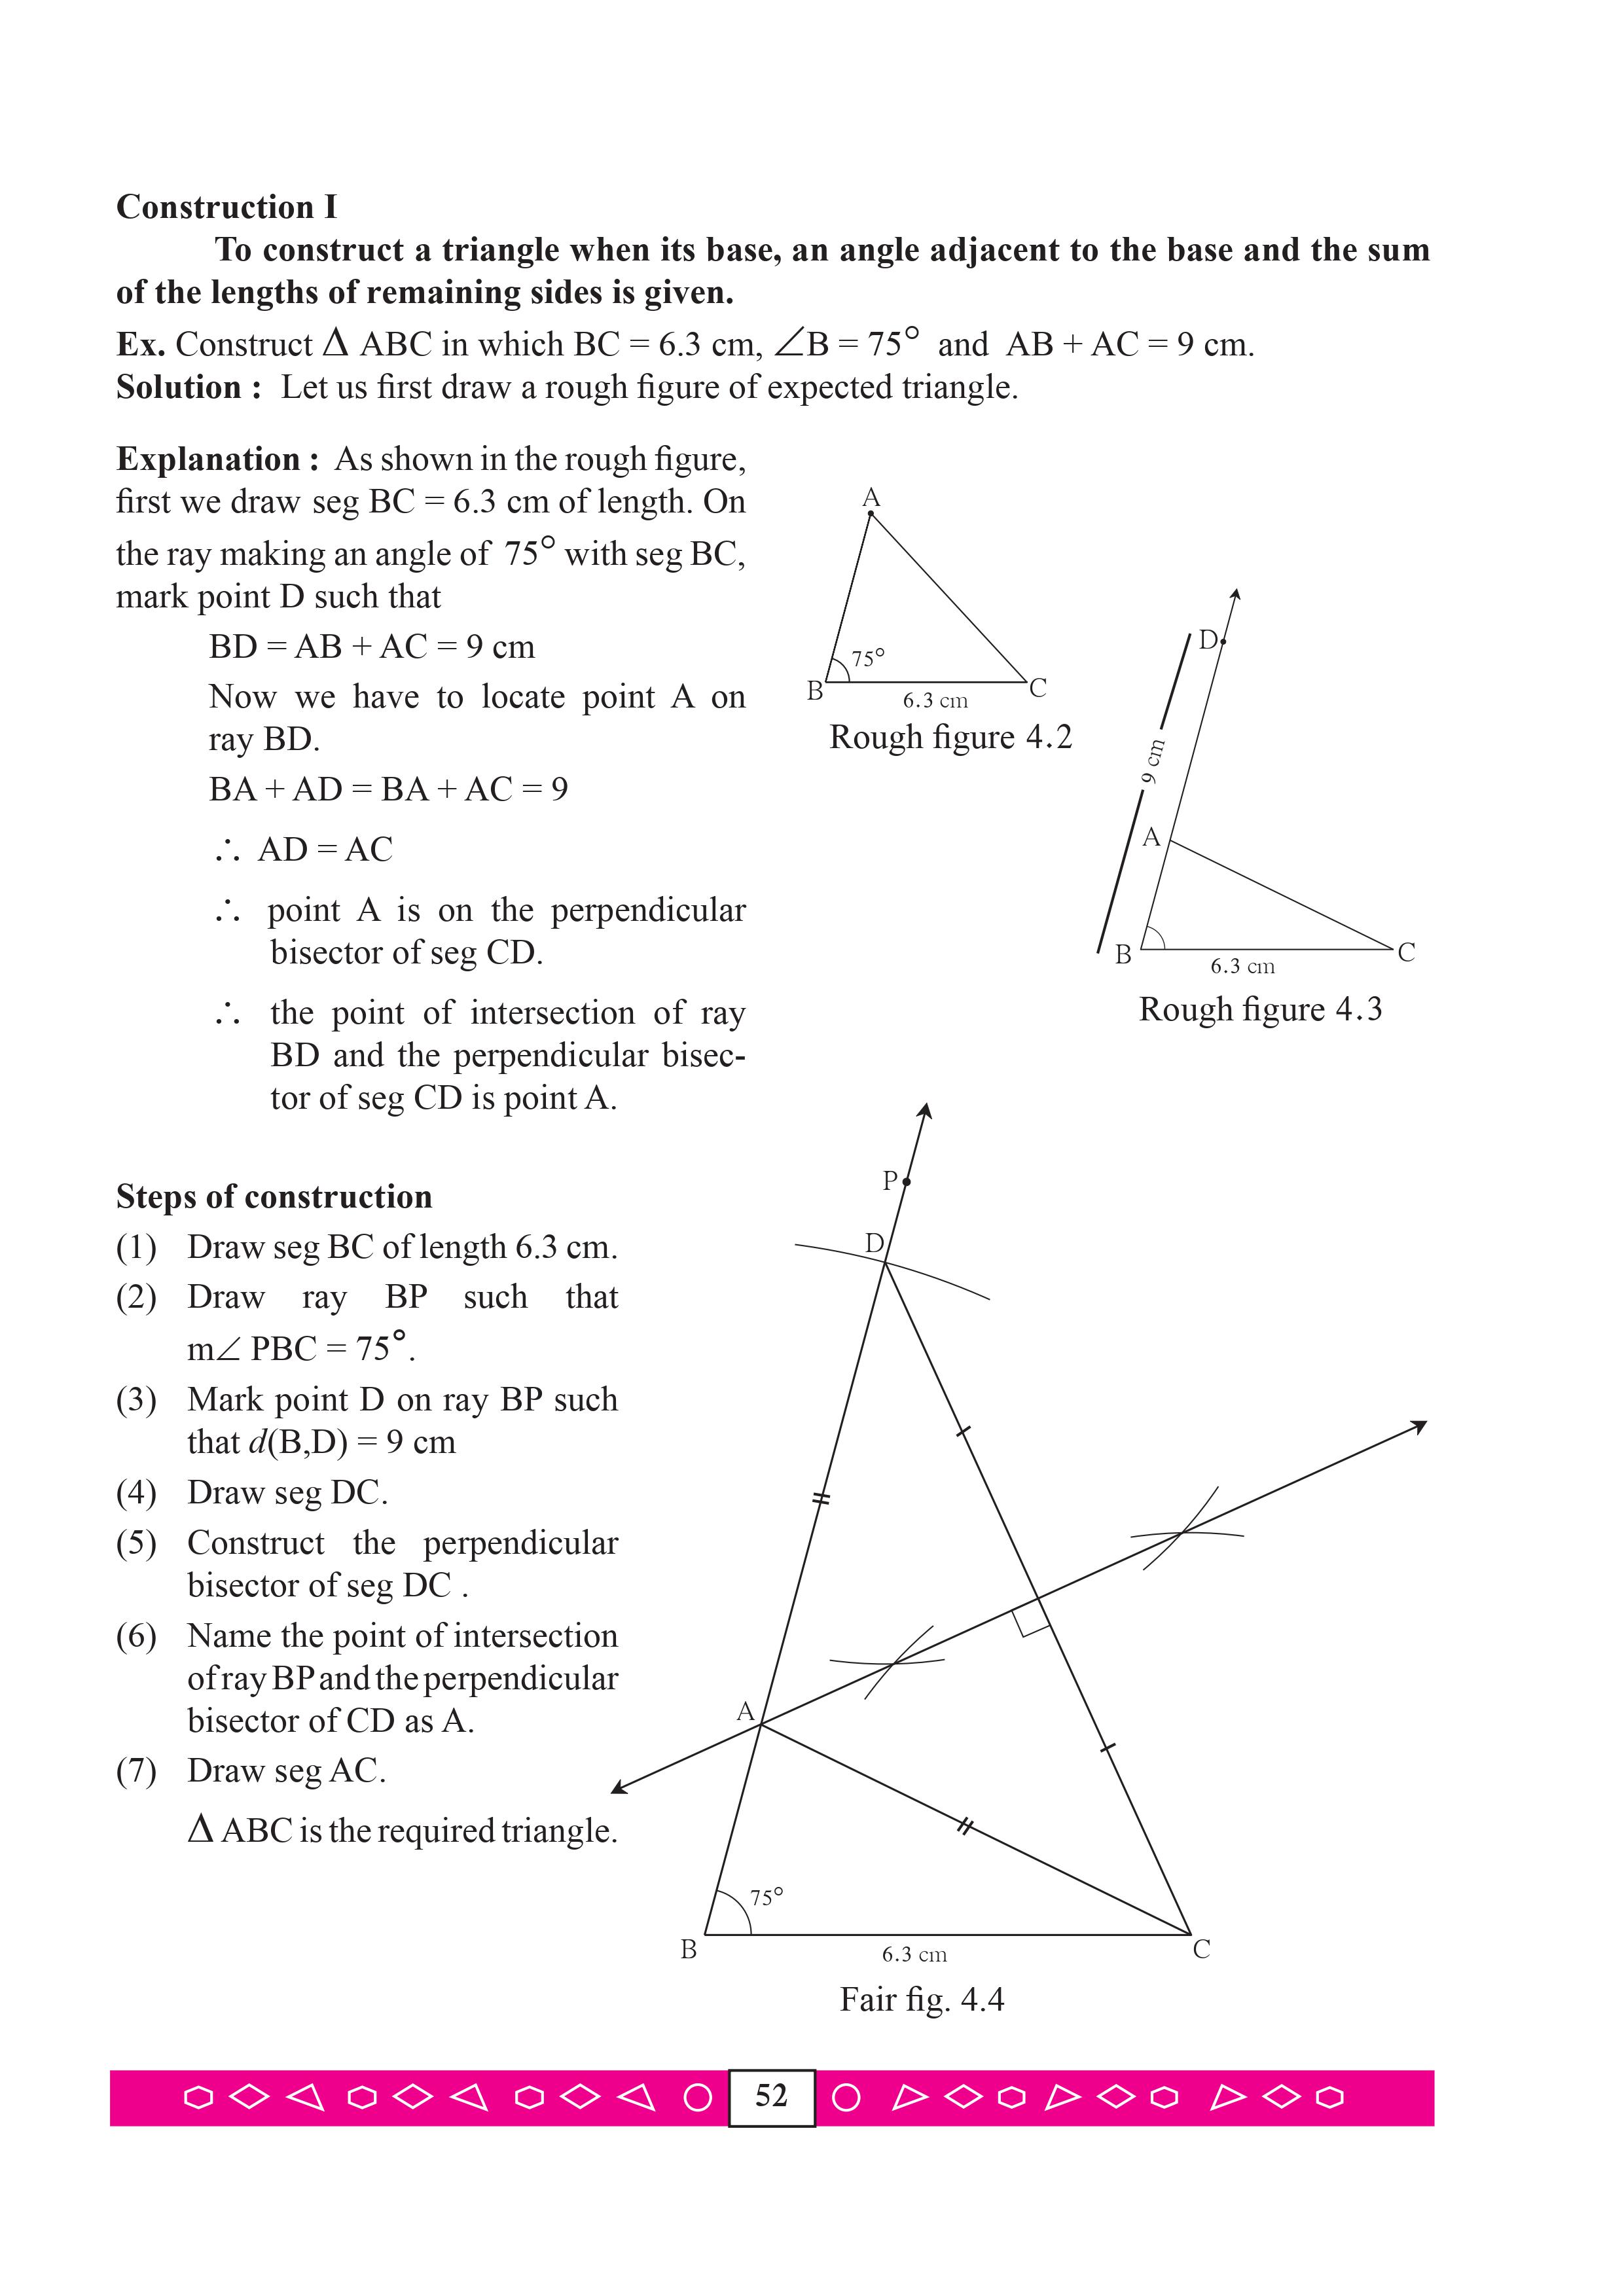 Construction I
To construct a triangle when its base, an angle adjacent to the base and the sum
of the lengths of remaining sides is given.
Ex. Construct Δ ABC in which BC = 6.3 cm, ∠B = 75° and AB + AC = 9 cm.
Solution : Let us first draw a rough figure of expected triangle.
Explanation : As shown in the rough figure,
first we draw seg BC = 6.3 cm of length. On
the ray making an angle of 75° with seg BC,
mark point D such that
BD = AB + AC = 9 cm
Now we have to locate point A on
ray BD.
BA + AD = BA + AC = 9
∴ AD = AC
∴ point A is on the perpendicular
bisector of seg CD.
∴ the point of intersection of ray
BD and the perpendicular bisec-
tor of seg CD is point A.
A
75°
B
C
6.3 cm
Rough figure 4.2
D
9 cm
A
B
C
6.3 cm
Rough figure 4.3
Steps of construction
(1) Draw seg BC of length 6.3 cm.
(2) Draw ray BP such that
m∠ PBC = 75°.
(3) Mark point D on ray BP such
that d(B,D) = 9 cm
(4) Draw seg DC.
(5) Construct the perpendicular
bisector of seg DC .
(6) Name the point of intersection
of ray BP and the perpendicular
bisector of CD as A.
(7) Draw seg AC.
Δ ABC is the required triangle.
P
D
A
75°
B
C
6.3 cm
Fair fig. 4.4
52